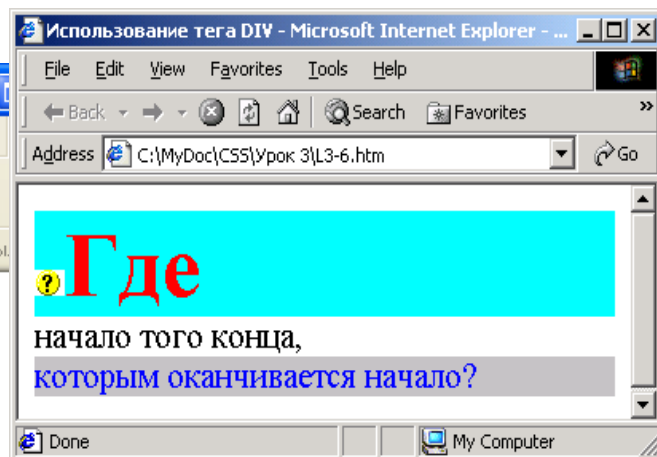 Использование тега DIV - Microsoft Internet Explorer - ...
File Edit View Favorites Tools Help
Back Search Favorites »
Address C:\MyDoc\CSS\Урок 3\L3-6.htm Go
? Где
начало того конца,
которым оканчивается начало?
Done My Computer